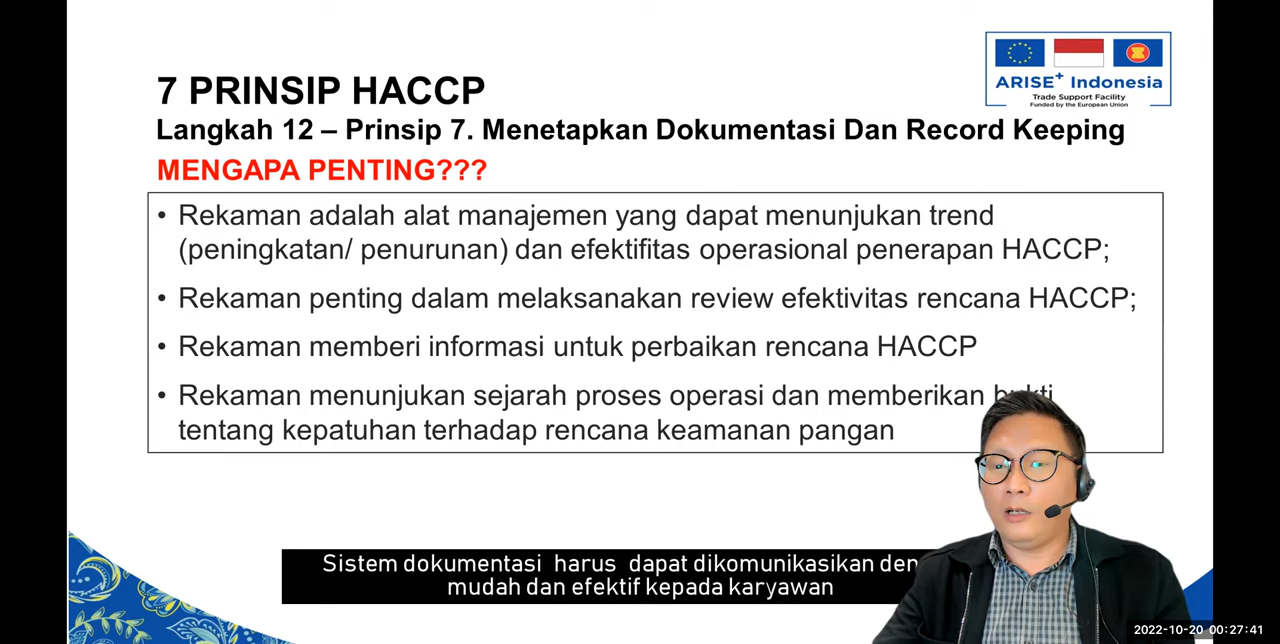 7 PRINSIP HACCP
ARISE+ Indonesia
Trade Support Facility
Funded by the European Union
Langkah 12 – Prinsip 7. Menetapkan Dokumentasi Dan Record Keeping
MENGAPA PENTING???
• Rekaman adalah alat manajemen yang dapat menunjukan trend
(peningkatan/ penurunan) dan efektifitas operasional penerapan HACCP;
• Rekaman penting dalam melaksanakan review efektivitas rencana HACCP;
• Rekaman memberi informasi untuk perbaikan rencana HACCP
• Rekaman menunjukan sejarah proses operasi dan memberikan bukti
tentang kepatuhan terhadap rencana keamanan pangan
Sistem dokumentasi harus dapat dikomunikasikan den
mudah dan efektif kepada karyawan
2022-10-20 00:27:41